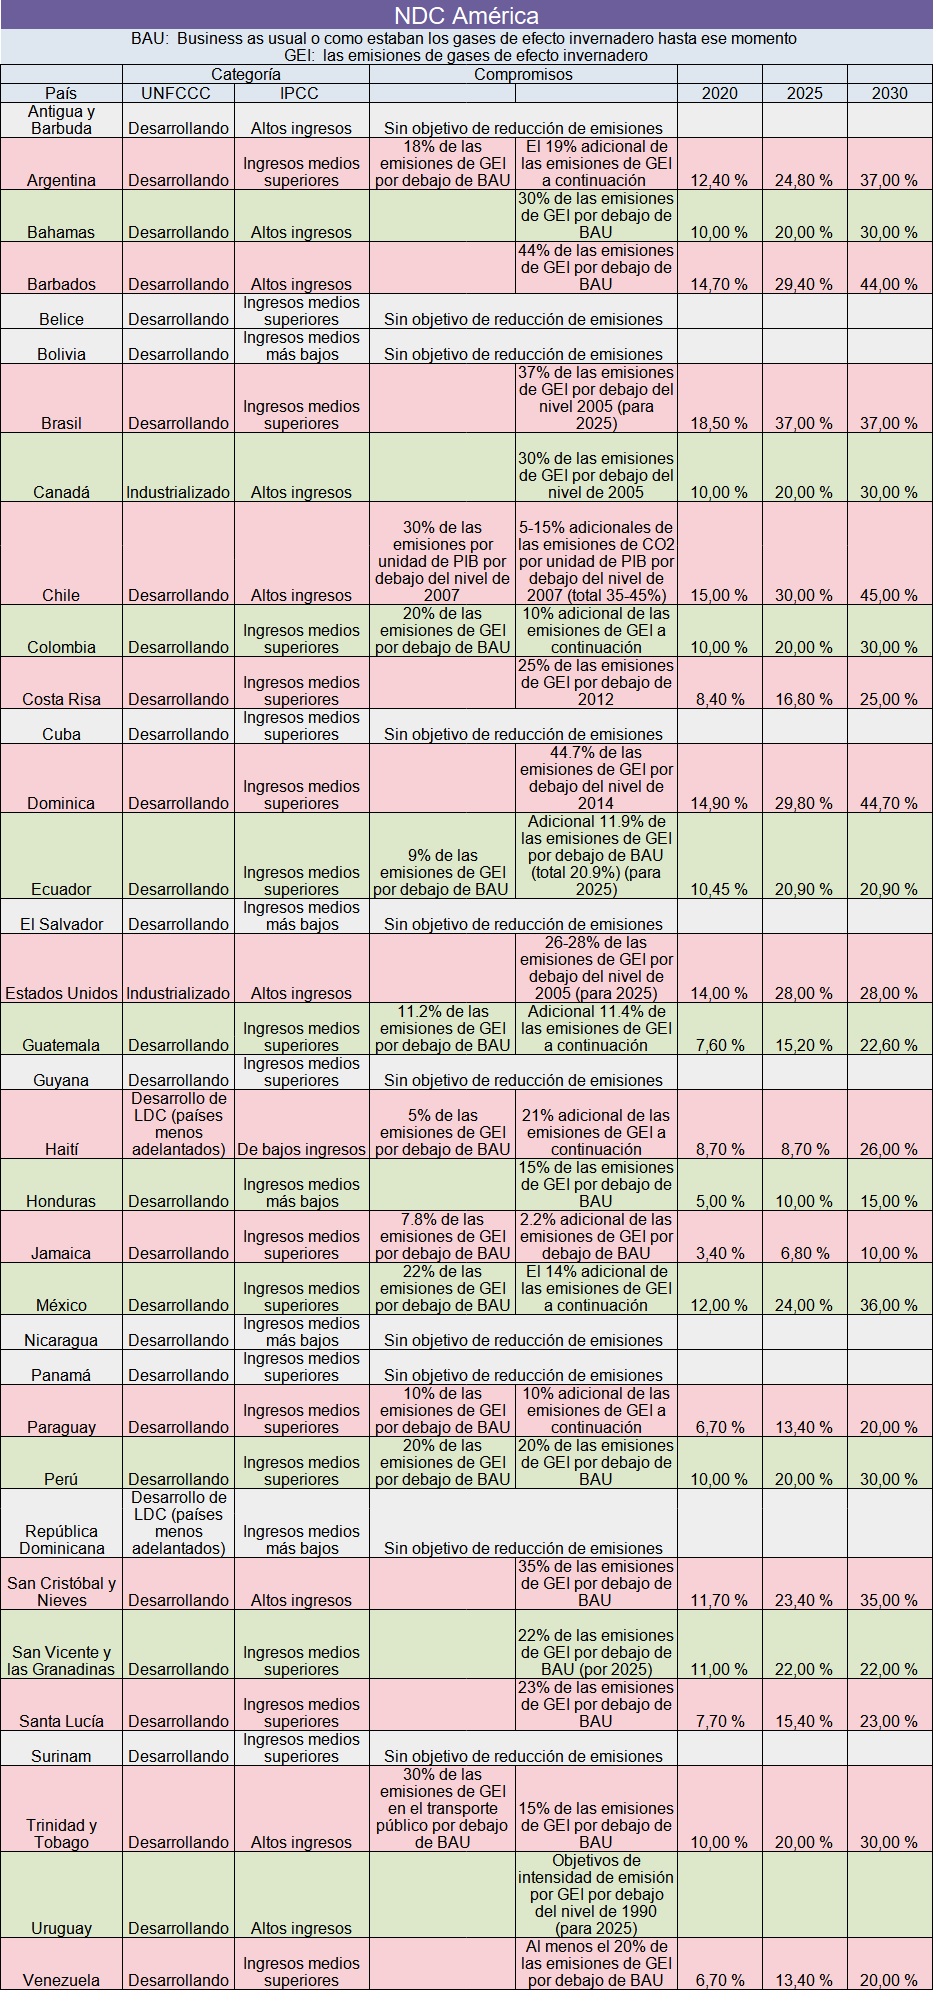 NDC América
BAU: Business as usual o como estaban los gases de efecto invernadero hasta ese momento
GEI: las emisiones de gases de efecto invernadero
Categoría Compromisos
País UNFCCC IPCC 2020 2025 2030
Antigua y
Barbuda Desarrollando Altos ingresos Sin objetivo de reducción de emisiones
18% de las El 19% adicional de
Ingresos medios emisiones de GEI las emisiones de GEI
Argentina Desarrollando superiores por debajo de BAU a continuación 12,40 % 24,80 % 37,00 %
30% de las emisiones
de GEI por debajo de
Bahamas Desarrollando Altos ingresos BAU 10,00 % 20,00 % 30,00 %
44% de las emisiones
de GEI por debajo de
Barbados Desarrollando Altos ingresos BAU 14,70 % 29,40 % 44,00 %
Ingresos medios
Belice Desarrollando superiores Sin objetivo de reducción de emisiones
Ingresos medios
Bolivia Desarrollando más bajos Sin objetivo de reducción de emisiones
37% de las emisiones
de GEI por debajo del
Ingresos medios nivel 2005 (para
Brasil Desarrollando superiores 2025) 18,50 % 37,00 % 37,00 %
30% de las emisiones
de GEI por debajo del
Canadá Industrializado Altos ingresos nivel de 2005 10,00 % 20,00 % 30,00 %
30% de las 5-15% adicionales de
emisiones por las emisiones de CO2
unidad de PIB por por unidad de PIB por
debajo del nivel de debajo del nivel de
Chile Desarrollando Altos ingresos 2007 2007 (total 35-45%) 15,00 % 30,00 % 45,00 %
20% de las 10% adicional de las
Ingresos medios emisiones de GEI emisiones de GEI a
Colombia Desarrollando superiores por debajo de BAU continuación 10,00 % 20,00 % 30,00 %
25% de las emisiones
Ingresos medios de GEI por debajo de
Costa Risa Desarrollando superiores 2012 8,40 % 16,80 % 25,00 %
Ingresos medios
Cuba Desarrollando superiores Sin objetivo de reducción de emisiones
44.7% de las
emisiones de GEI por
Ingresos medios debajo del nivel de
Dominica Desarrollando superiores 2014 14,90 % 29,80 % 44,70 %
Adicional 11.9% de
las emisiones de GEI
9% de las por debajo de BAU
Ingresos medios emisiones de GEI (total 20.9%) (para
Ecuador Desarrollando superiores por debajo de BAU 2025) 10,45 % 20,90 % 20,90 %
Ingresos medios
El Salvador Desarrollando más bajos Sin objetivo de reducción de emisiones
26-28% de las
emisiones de GEI por
debajo del nivel de
Estados Unidos Industrializado Altos ingresos 2005 (para 2025) 14,00 % 28,00 % 28,00 %
11.2% de las Adicional 11.4% de
Ingresos medios emisiones de GEI las emisiones de GEI
Guatemala Desarrollando superiores por debajo de BAU a continuación 7,60 % 15,20 % 22,60 %
Ingresos medios
Guyana Desarrollando superiores Sin objetivo de reducción de emisiones
Desarrollo de
LDC (países 5% de las 21% adicional de las
menos emisiones de GEI emisiones de GEI a
Haití adelantados) De bajos ingresos por debajo de BAU continuación 8,70 % 8,70 % 26,00 %
15% de las emisiones
Ingresos medios de GEI por debajo de
Honduras Desarrollando más bajos BAU 5,00 % 10,00 % 15,00 %
7.8% de las 2.2% adicional de las
Ingresos medios emisiones de GEI emisiones de GEI por
Jamaica Desarrollando superiores por debajo de BAU debajo de BAU 3,40 % 6,80 % 10,00 %
22% de las El 14% adicional de
Ingresos medios emisiones de GEI las emisiones de GEI
México Desarrollando superiores por debajo de BAU a continuación 12,00 % 24,00 % 36,00 %
Ingresos medios
Nicaragua Desarrollando más bajos Sin objetivo de reducción de emisiones
Ingresos medios
Panamá Desarrollando superiores Sin objetivo de reducción de emisiones
10% de las 10% adicional de las
Ingresos medios emisiones de GEI emisiones de GEI a
Paraguay Desarrollando superiores por debajo de BAU continuación 6,70 % 13,40 % 20,00 %
20% de las 20% de las emisiones
Ingresos medios emisiones de GEI de GEI por debajo de
Perú Desarrollando superiores por debajo de BAU BAU 10,00 % 20,00 % 30,00 %
Desarrollo de
LDC (países
República menos Ingresos medios
Dominicana adelantados) más bajos Sin objetivo de reducción de emisiones
35% de las emisiones
San Cristóbal y de GEI por debajo de
Nieves Desarrollando Altos ingresos BAU 11,70 % 23,40 % 35,00 %
22% de las emisiones
San Vicente y Ingresos medios de GEI por debajo de
las Granadinas Desarrollando superiores BAU (por 2025) 11,00 % 22,00 % 22,00 %
23% de las emisiones
Ingresos medios de GEI por debajo de
Santa Lucía Desarrollando superiores BAU 7,70 % 15,40 % 23,00 %
Ingresos medios
Surinam Desarrollando superiores Sin objetivo de reducción de emisiones
30% de las
emisiones de GEI
en el transporte 15% de las emisiones
Trinidad y público por debajo de GEI por debajo de
Tobago Desarrollando Altos ingresos de BAU BAU 10,00 % 20,00 % 30,00 %
Objetivos de
intensidad de emisión
por GEI por debajo
del nivel de 1990
Uruguay Desarrollando Altos ingresos (para 2025)
Al menos el 20% de
Ingresos medios las emisiones de GEI
Venezuela Desarrollando superiores por debajo de BAU 6,70 % 13,40 % 20,00 %